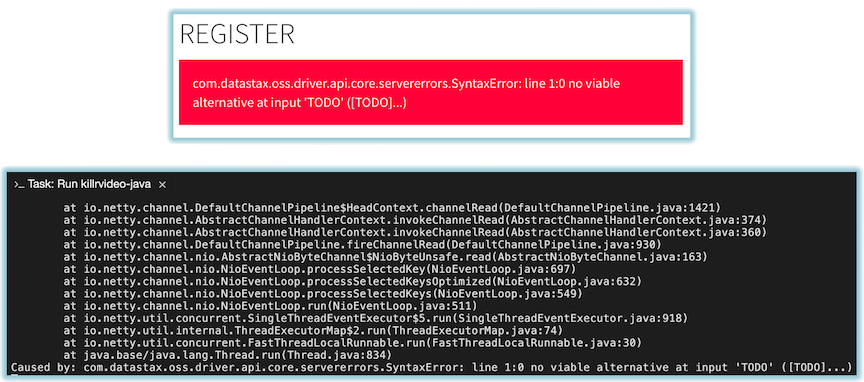 REGISTER
com.datastax.oss.driver.api.core.servererrors.SyntaxError: line 1:0 no viable
alternative at input 'TODO' ([TODO]...)
>_ Task: Run killrvideo-java ×
at io.netty.channel.DefaultChannelPipeline$HeadContext.channelRead(DefaultChannelPipeline.java:1421)
at io.netty.channel.AbstractChannelHandlerContext.invokeChannelRead(AbstractChannelHandlerContext.java:374)
at io.netty.channel.AbstractChannelHandlerContext.invokeChannelRead(AbstractChannelHandlerContext.java:360)
at io.netty.channel.DefaultChannelPipeline.fireChannelRead(DefaultChannelPipeline.java:930)
at io.netty.channel.nio.AbstractNioByteChannel$NioByteUnsafe.read(AbstractNioByteChannel.java:163)
at io.netty.channel.nio.NioEventLoop.processSelectedKey(NioEventLoop.java:697)
at io.netty.channel.nio.NioEventLoop.processSelectedKeysOptimized(NioEventLoop.java:632)
at io.netty.channel.nio.NioEventLoop.processSelectedKeys(NioEventLoop.java:549)
at io.netty.channel.nio.NioEventLoop.run(NioEventLoop.java:511)
at io.netty.util.concurrent.SingleThreadEventExecutor$5.run(SingleThreadEventExecutor.java:918)
at io.netty.util.internal.ThreadExecutorMap$2.run(ThreadExecutorMap.java:74)
at io.netty.util.concurrent.FastThreadLocalRunnable.run(FastThreadLocalRunnable.java:30)
at java.base/java.lang.Thread.run(Thread.java:834)
Caused by: com.datastax.oss.driver.api.core.servererrors.SyntaxError: line 1:0 no viable alternative at input 'TODO' ([TODO]...)